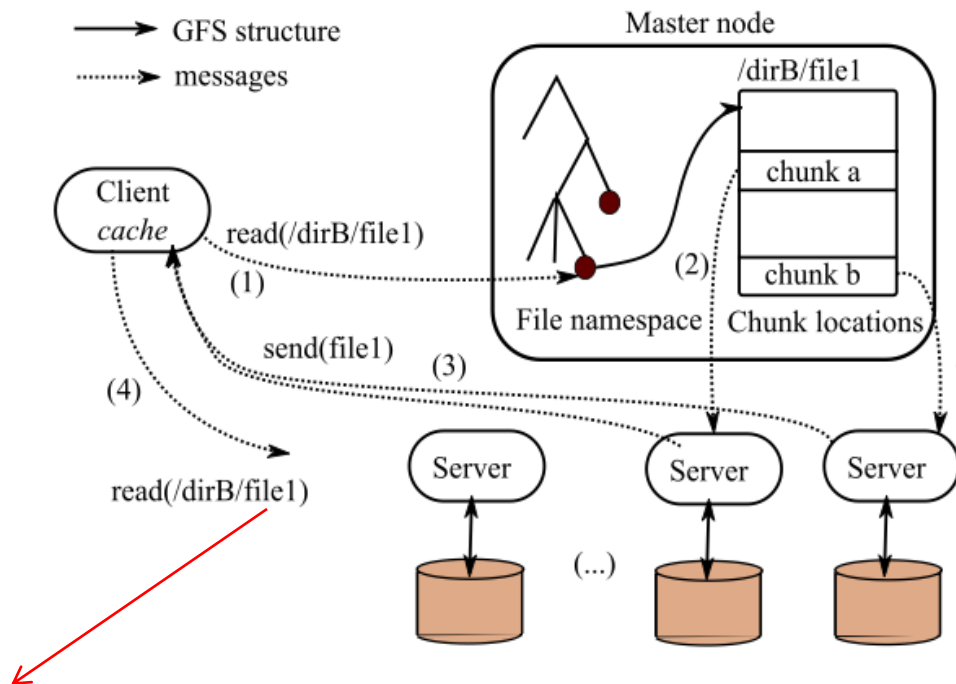 GFS structure
messages
Master node
/dirB/file1
chunk a
chunk b
Client
cache
read(/dirB/file1)
(1)
(2)
File namespace
Chunk locations
send(file1)
(3)
(4)
read(/dirB/file1)
Server
Server
Server
(...)